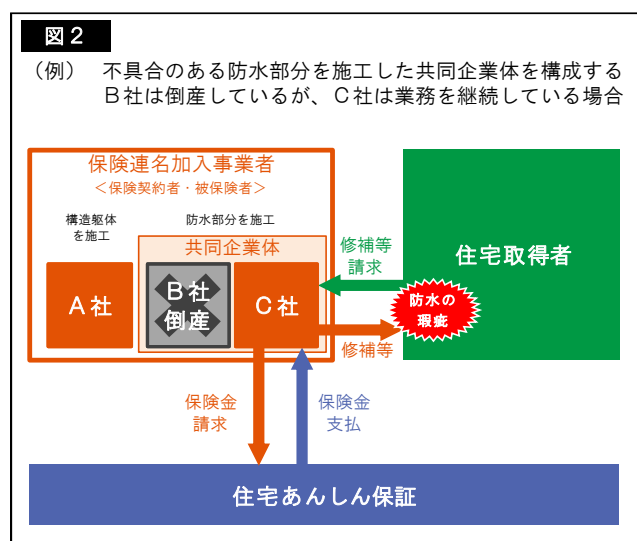 図２
（例）　不具合のある防水部分を施工した共同企業体を構成する
Ｂ社は倒産しているが、Ｃ社は業務を継続している場合
保険連名加入事業者
＜保険契約者・被保険者＞
構造躯体
を施工
防水部分を施工
共同企業体
Ａ社
Ｂ社
倒産
Ｃ社
修補等
請求
住宅取得者
防水の
瑕疵
修補等
保険金
請求
保険金
支払
住宅あんしん保証